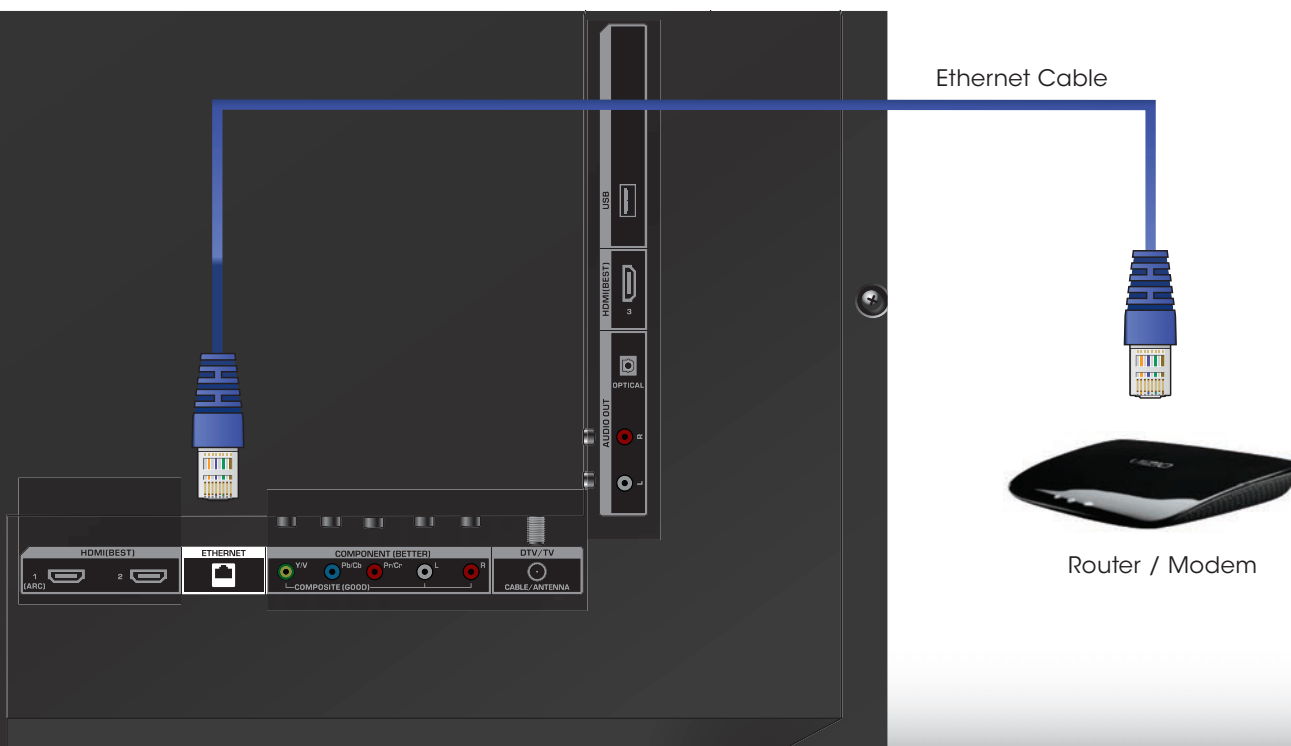 Ethernet Cable
USB
HDMI(BEST)
3
OPTICAL
AUDIO OUT
R
L
VIZIO
Router / Modem
HDMI(BEST)
1
(ARC)
2
ETHERNET
COMPONENT (BETTER)
Y/V
Pb/Cb
Pr/Cr
L
R
COMPOSITE (GOOD)
DTV/TV
CABLE/ANTENNA